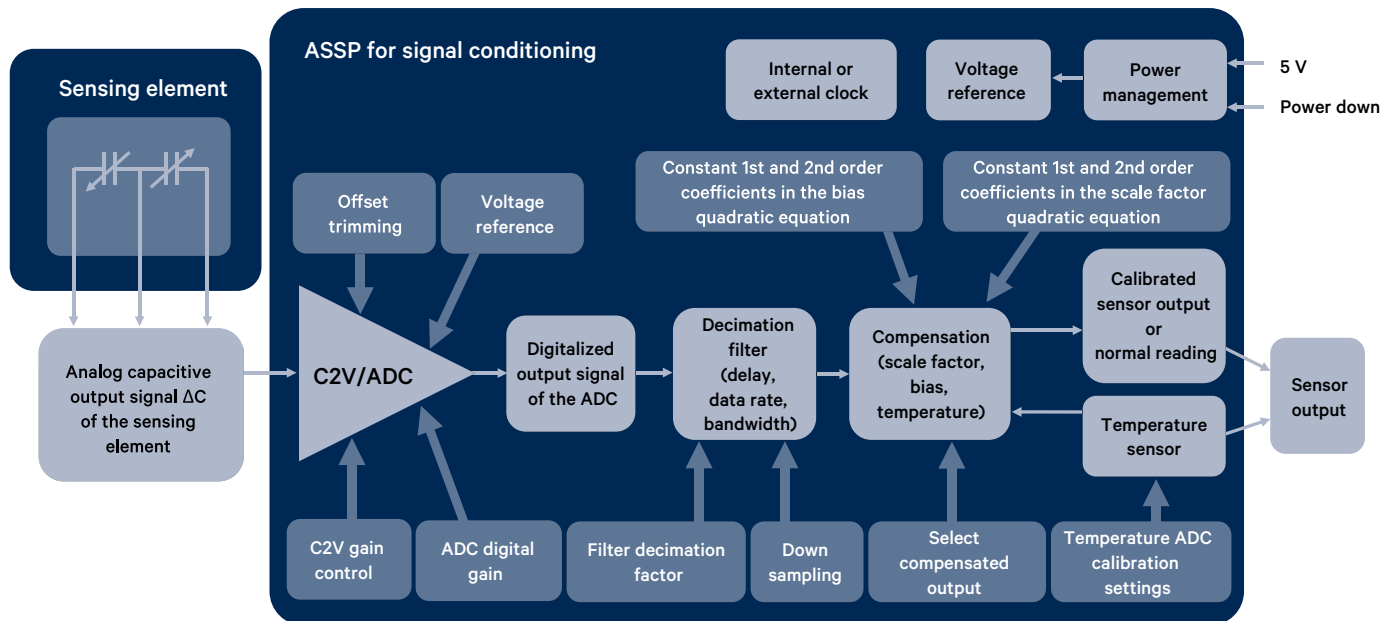 ASSP for signal conditioning
Sensing element
Internal or
external clock
Voltage
reference
Power
management
5 V
Power down
Offset
trimming
Voltage
reference
Constant 1st and 2nd order
coefficients in the bias
quadratic equation
Constant 1st and 2nd order
coefficients in the scale factor
quadratic equation
Analog capacitive
output signal ΔC
of the sensing
element
C2V/ADC
Digitalized
output signal
of the ADC
Decimation
filter
(delay,
data rate,
bandwidth)
Compensation
(scale factor,
bias,
temperature)
Calibrated
sensor output
or
normal reading
Temperature
sensor
Sensor
output
C2V gain
control
ADC digital
gain
Filter decimation
factor
Down
sampling
Select
compensated
output
Temperature ADC
calibration
settings